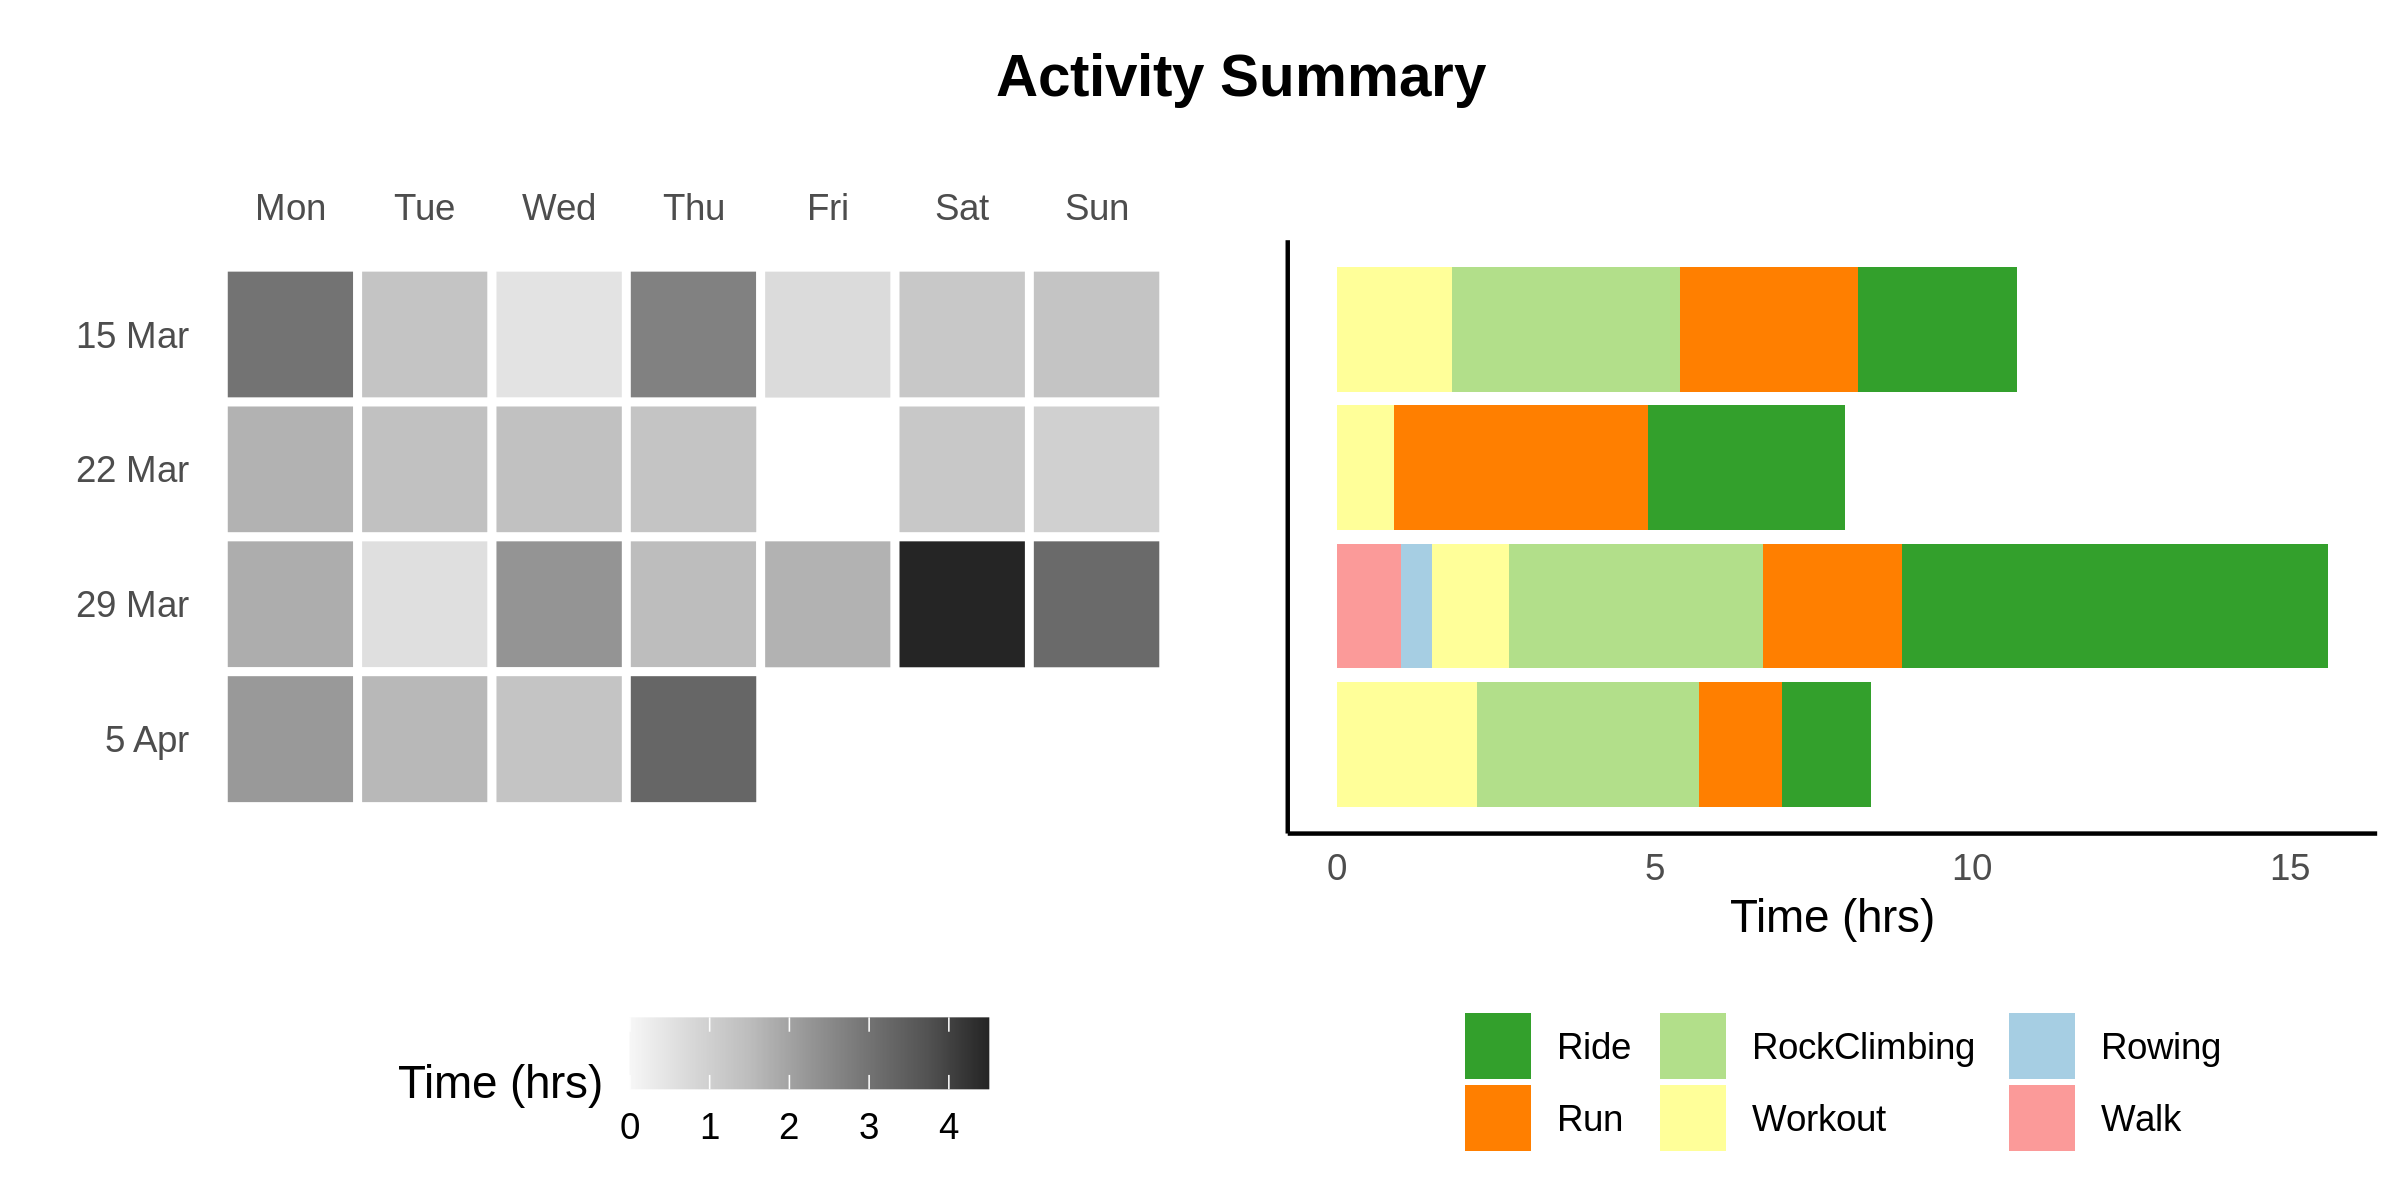 Activity Summary
Mon Tue Wed Thu Fri Sat Sun
15 Mar
22 Mar
29 Mar
5 Apr
0 5 10 15
Time (hrs)
Time (hrs)
0 1 2 3 4
Ride RockClimbing Rowing
Run Workout Walk